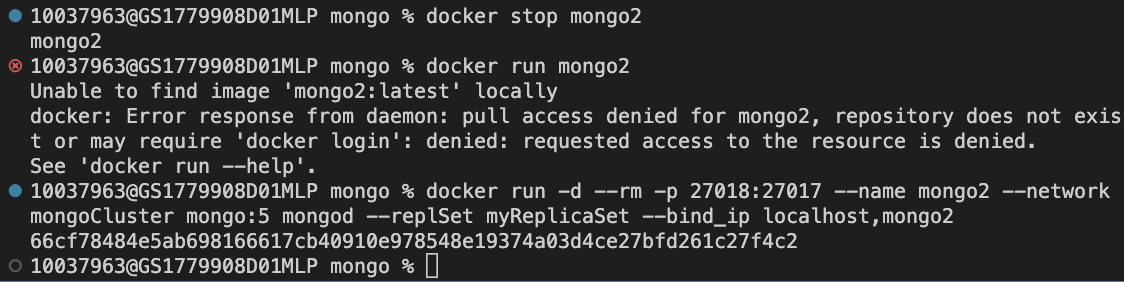 10037963@GS1779908D01MLP mongo % docker stop mongo2
mongo2
10037963@GS1779908D01MLP mongo % docker run mongo2
Unable to find image 'mongo2:latest' locally
docker: Error response from daemon: pull access denied for mongo2, repository does not exis
t or may require 'docker login': denied: requested access to the resource is denied.
See 'docker run --help'.
10037963@GS1779908D01MLP mongo % docker run -d --rm -p 27018:27017 --name mongo2 --network
mongoCluster mongo:5 mongod --replSet myReplicaSet --bind_ip localhost,mongo2
66cf78484e5ab698166617cb40910e978548e19374a03d4ce27bfd261c27f4c2
10037963@GS1779908D01MLP mongo %